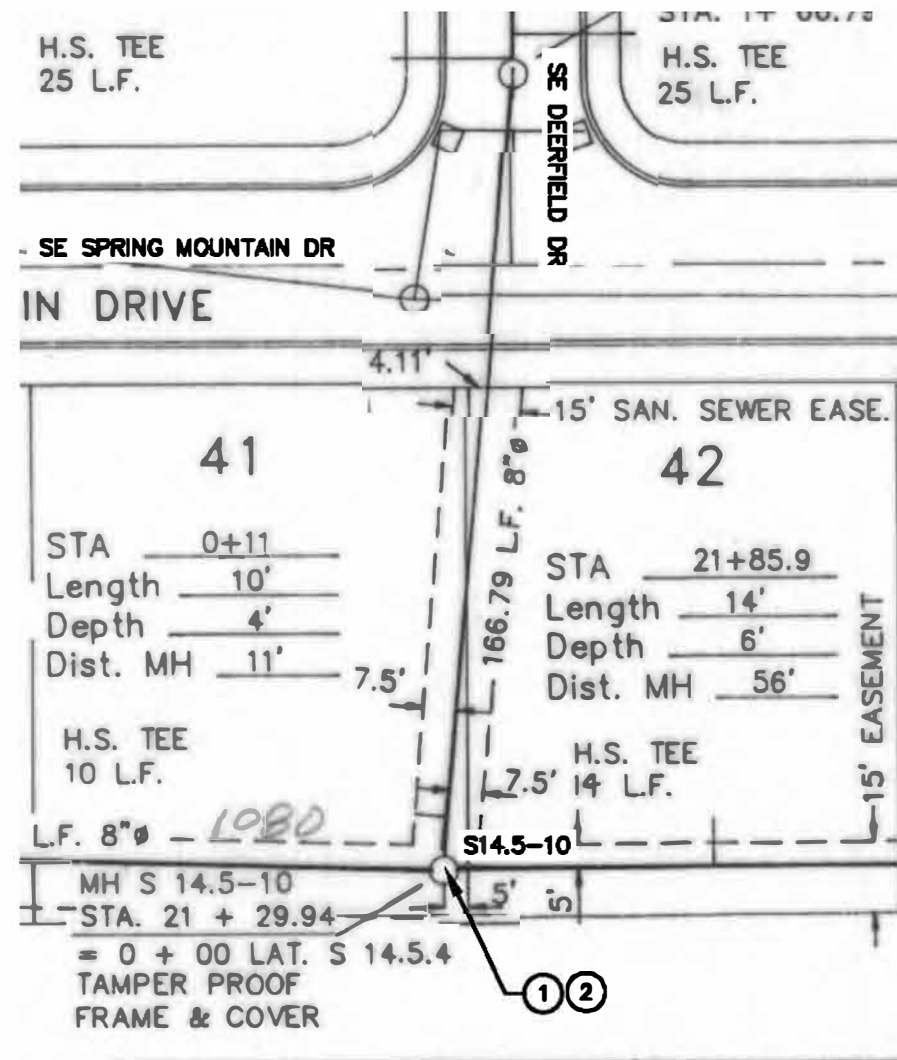 H.S. TEE
25 L.F.
STA. 1+ 66.79
H.S. TEE
25 L.F.
SE DEERFIELD DR
SE SPRING MOUNTAIN DR
IN DRIVE
4.11'
15' SAN. SEWER EASE.
41
STA 0+11
Length 10'
Depth 4'
Dist. MH 11'
H.S. TEE
10 L.F.
7.5'
166.79 L.F. 8"ø
42
STA 21+85.9
Length 14'
Depth 6'
Dist. MH 56'
H.S. TEE
14 L.F.
7.5'
15' EASEMENT
L.F. 8"ø 1080
S14.5-10
MH S 14.5-10
STA. 21 + 29.94
= 0 + 00 LAT. S 14.5.4
TAMPER PROOF
FRAME & COVER
5'
5'
1 2